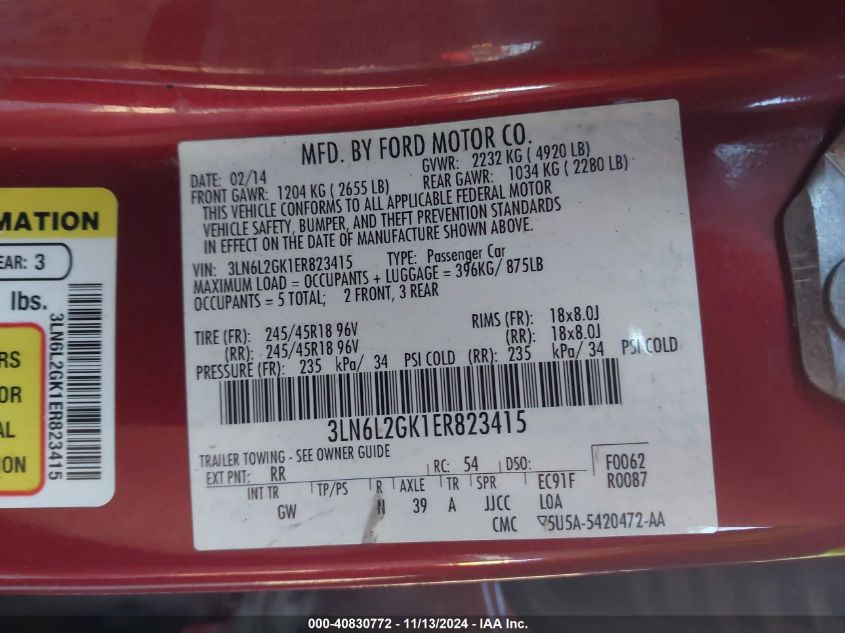 MFD. BY FORD MOTOR CO.
DATE: 02/14 GVWR: 2232 KG ( 4920 LB)
FRONT GAWR: 1204 KG ( 2655 LB) REAR GAWR: 1034 KG ( 2280 LB)
THIS VEHICLE CONFORMS TO ALL APPLICABLE FEDERAL MOTOR
VEHICLE SAFETY, BUMPER, AND THEFT PREVENTION STANDARDS
IN EFFECT ON THE DATE OF MANUFACTURE SHOWN ABOVE.
VIN: 3LN6L2GK1ER823415 TYPE: Passenger Car
MAXIMUM LOAD = OCCUPANTS + LUGGAGE = 396KG/ 875LB
OCCUPANTS = 5 TOTAL; 2 FRONT, 3 REAR
TIRE (FR): 245/45R18 96V RIMS (FR): 18x8.0J
(RR): 245/45R18 96V (RR): 18x8.0J
PRESSURE (FR): 235 kPa/ 34 PSI COLD (RR): 235 kPa/ 34 PSI COLD
3LN6L2GK1ER823415
TRAILER TOWING - SEE OWNER GUIDE
EXT PNT: RR RC: 54 DSO: F0062
INT TR TP/PS R AXLE TR SPR EC91F R0087
GW N 39 A JJCC LOA
CMC 5U5A-5420472-AA
MATION
EAR: 3
lbs.
RS
OR
AL
ION
3LN6L2GK1ER823415
000-40830772 - 11/13/2024 - IAA Inc.